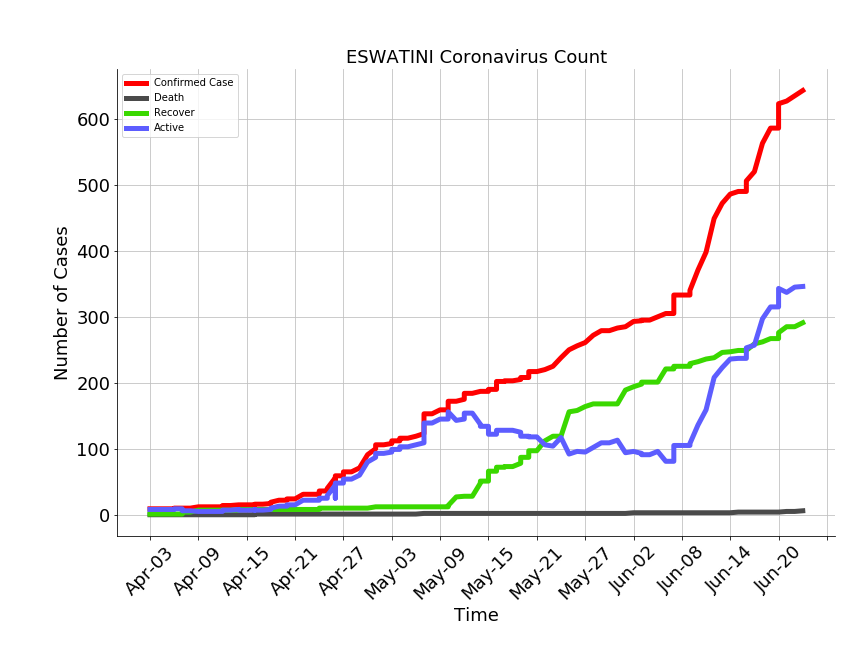 ESWATINI Coronavirus Count
Confirmed Case
Death
Recover
Active
Number of Cases
600
500
400
300
200
100
0
Apr-03
Apr-09
Apr-15
Apr-21
Apr-27
May-03
May-09
May-15
May-21
May-27
Jun-02
Jun-08
Jun-14
Jun-20
Time